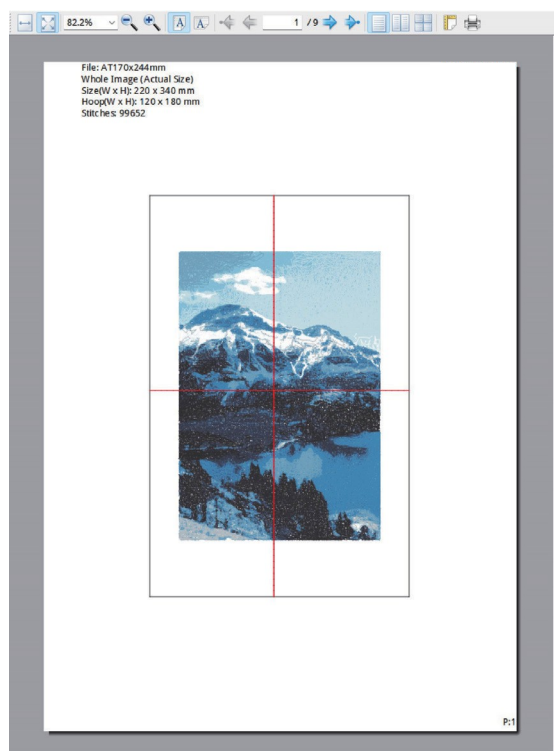 82.2% A A 1 /9
File: AT170x244mm
Whole Image (Actual Size)
Size(W x H): 220 x 340 mm
Hoop(W x H): 120 x 180 mm
Stitches: 99652
P:1